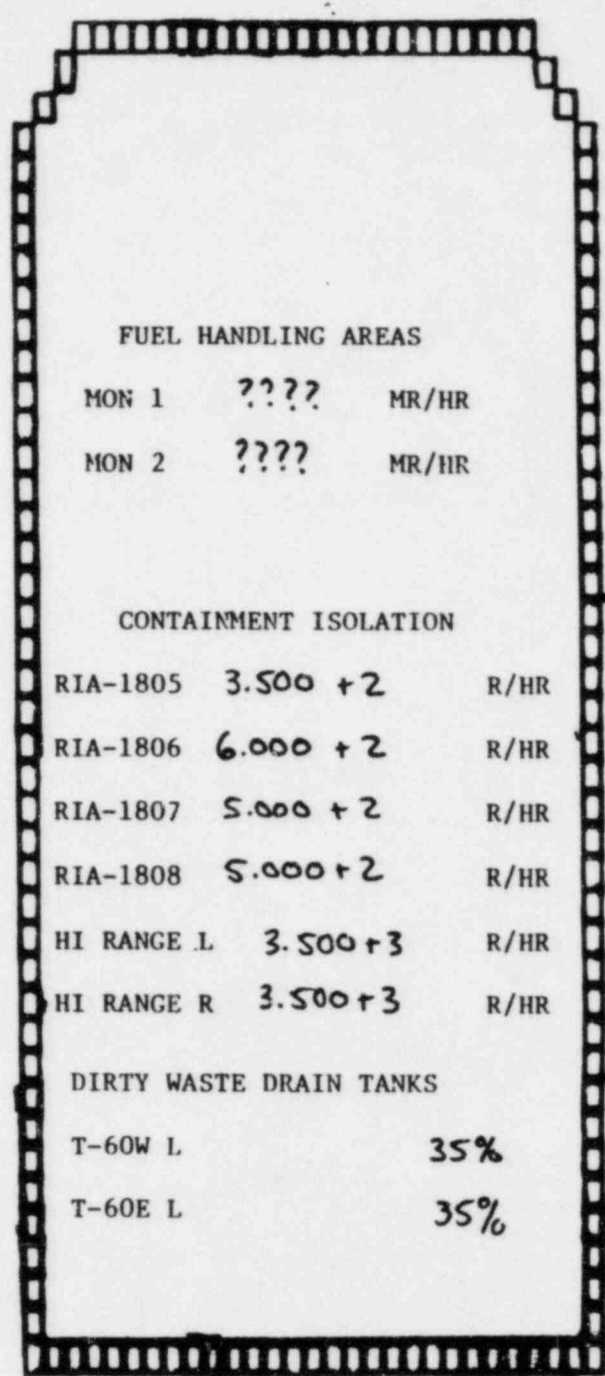 FUEL HANDLING AREAS
MON 1 ???? MR/HR
MON 2 ???? MR/HR
CONTAINMENT ISOLATION
RIA-1805 3.500 +2 R/HR
RIA-1806 6.000 +2 R/HR
RIA-1807 5.000 +2 R/HR
RIA-1808 5.000+2 R/HR
HI RANGE L 3.500+3 R/HR
HI RANGE R 3.500+3 R/HR
DIRTY WASTE DRAIN TANKS
T-60W L 35%
T-60E L 35%